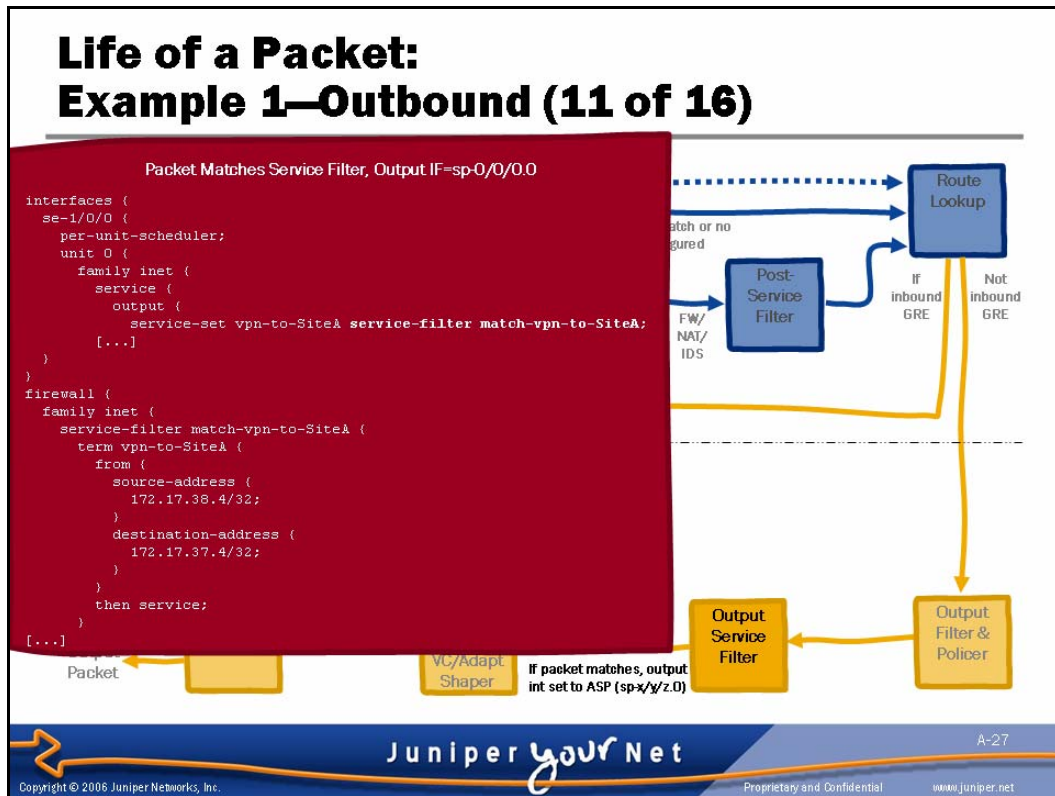 Life of a Packet:
Example 1—Outbound (11 of 16)
Packet Matches Service Filter, Output IF=sp-0/0/0.0
interfaces {
  se-1/0/0 {
    per-unit-scheduler;
    unit 0 {
      family inet {
        service {
          output {
            service-set vpn-to-SiteA service-filter match-vpn-to-SiteA;
        [...]
  }
}
firewall {
  family inet {
    service-filter match-vpn-to-SiteA {
      term vpn-to-SiteA {
        from {
          source-address {
            172.17.38.4/32;
          }
          destination-address {
            172.17.37.4/32;
          }
        }
        then service;
      }
[...]
Route
Lookup
or no
Post-
Service
Filter
FW/
NAT/
IDS
If
inbound
GRE
Not
inbound
GRE
Output
Filter &
Policer
Output
Service
Filter
If packet matches, output
int set to ASP (sp-x/y/z.0)
VC/Adapt
Shaper
Packet
Juniper your Net
A-27
Copyright © 2006 Juniper Networks, Inc.
Proprietary and Confidential
www.juniper.net